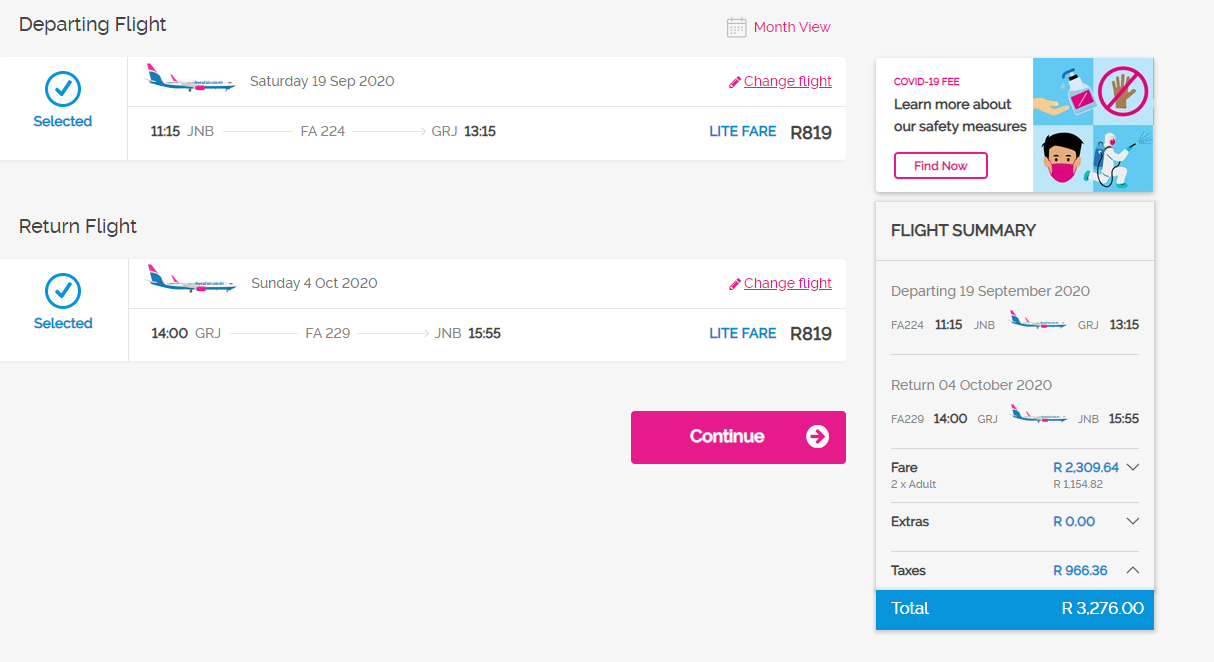 Departing Flight
Month View
Selected
Saturday 19 Sep 2020
Change flight
11:15 JNB FA 224 GRJ 13:15
LITE FARE R819
Return Flight
Selected
Sunday 4 Oct 2020
Change flight
14:00 GRJ FA 229 JNB 15:55
LITE FARE R819
Continue
COVID-19 FEE
Learn more about
our safety measures
Find Now
FLIGHT SUMMARY
Departing 19 September 2020
FA224 11:15 JNB GRJ 13:15
Return 04 October 2020
FA229 14:00 GRJ JNB 15:55
Fare R 2,309.64
2 x Adult R 1,154.82
Extras R 0.00
Taxes R 966.36
Total R 3,276.00